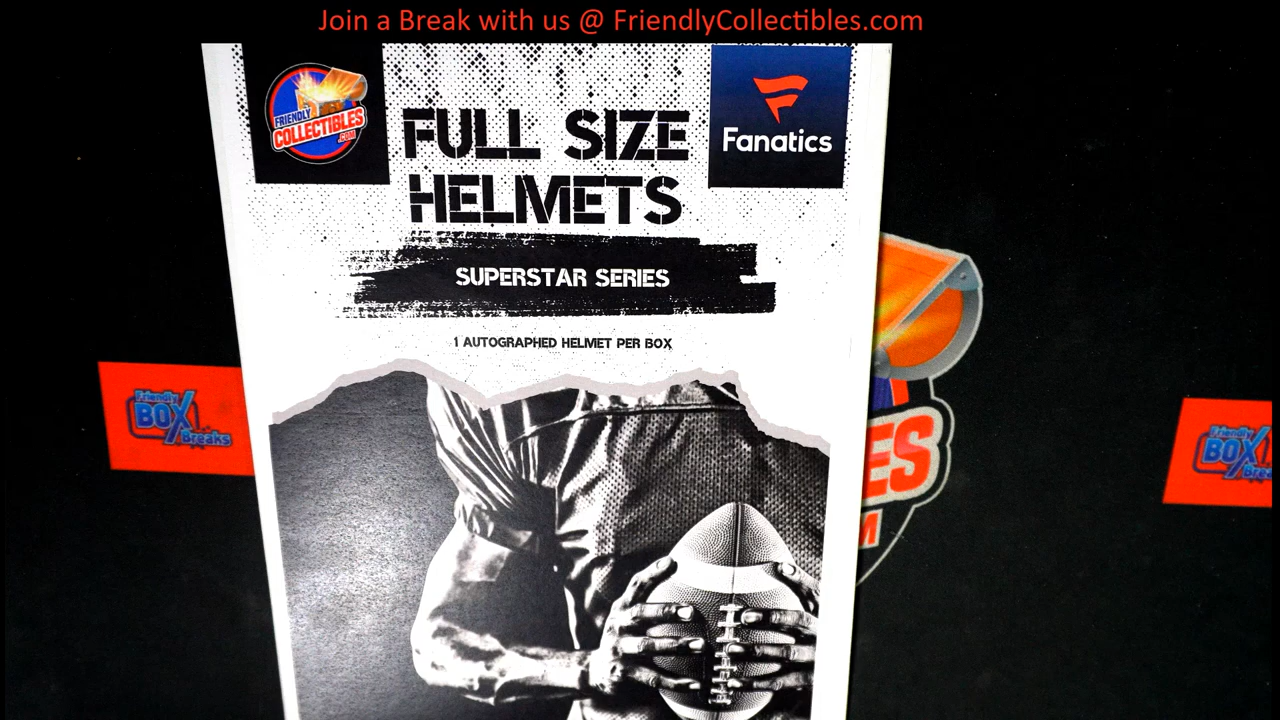 Join a Break with us @ FriendlyCollectibles.com
FRIENDLY
COLLECTIBLES
.COM
FULL SIZE
HELMETS
Fanatics
SUPERSTAR SERIES
1 AUTOGRAPHED HELMET PER BOX
Friendly
BOX
Breaks
ES
M
Friendly
BOX
Brea